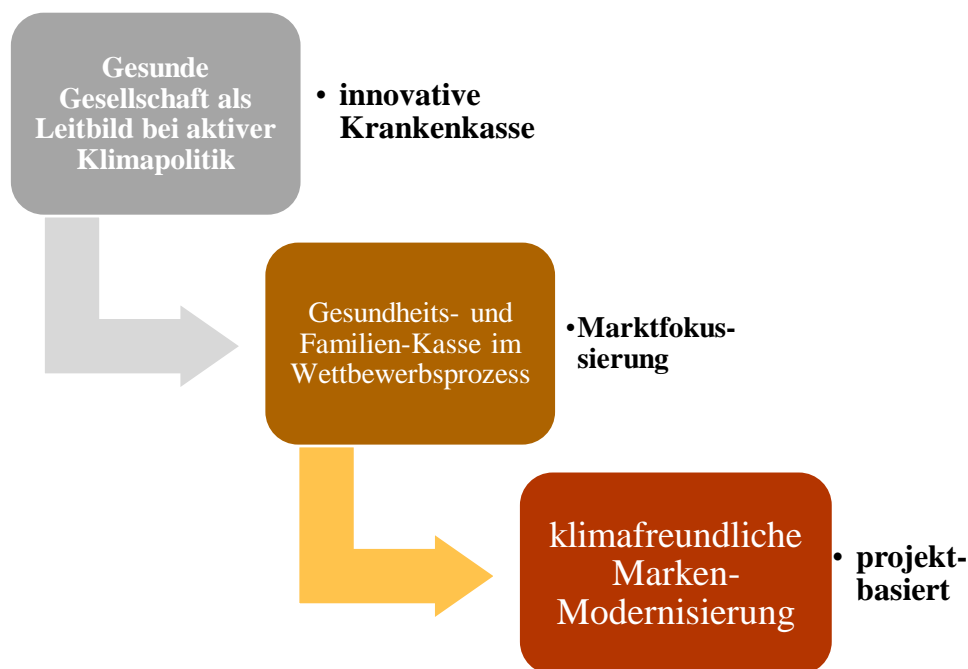 Gesunde
Gesellschaft als
Leitbild bei aktiver
Klimapolitik
• innovative
Krankenkasse
Gesundheits- und
Familien-Kasse im
Wettbewerbsprozess
•Marktfokus-
sierung
klimafreundliche
Marken-
Modernisierung
• projekt-
basiert